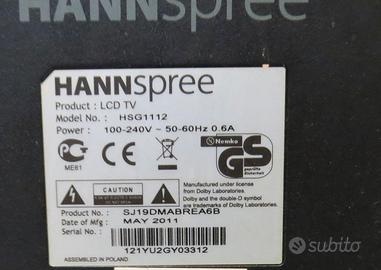 HANNspree
HANNspree
Product : LCD TV
Model No. : HSG1112
Power : 100-240V ~ 50-60Hz 0.6A
ME61
CE
Nemko
GS
geprüfte
Sicherheit
CAUTION
Manufactured under license
from Dolby Laboratories.
Dolby and the double-D symbol
are trademarks of Dolby
Laboratories.
Product No. : SJ19DMABREA6B
Date of Mfg : MAY 2011
121YU2GY03312
ASSEMBLED IN POLAND
subito